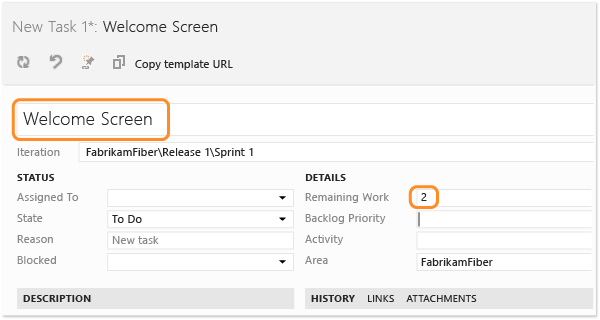 New Task 1*: Welcome Screen
Copy template URL
Welcome Screen
Iteration FabrikamFiber\Release 1\Sprint 1
STATUS DETAILS
Assigned To Remaining Work 2
State To Do Backlog Priority
Reason New task Activity
Blocked Area FabrikamFiber
DESCRIPTION HISTORY LINKS ATTACHMENTS